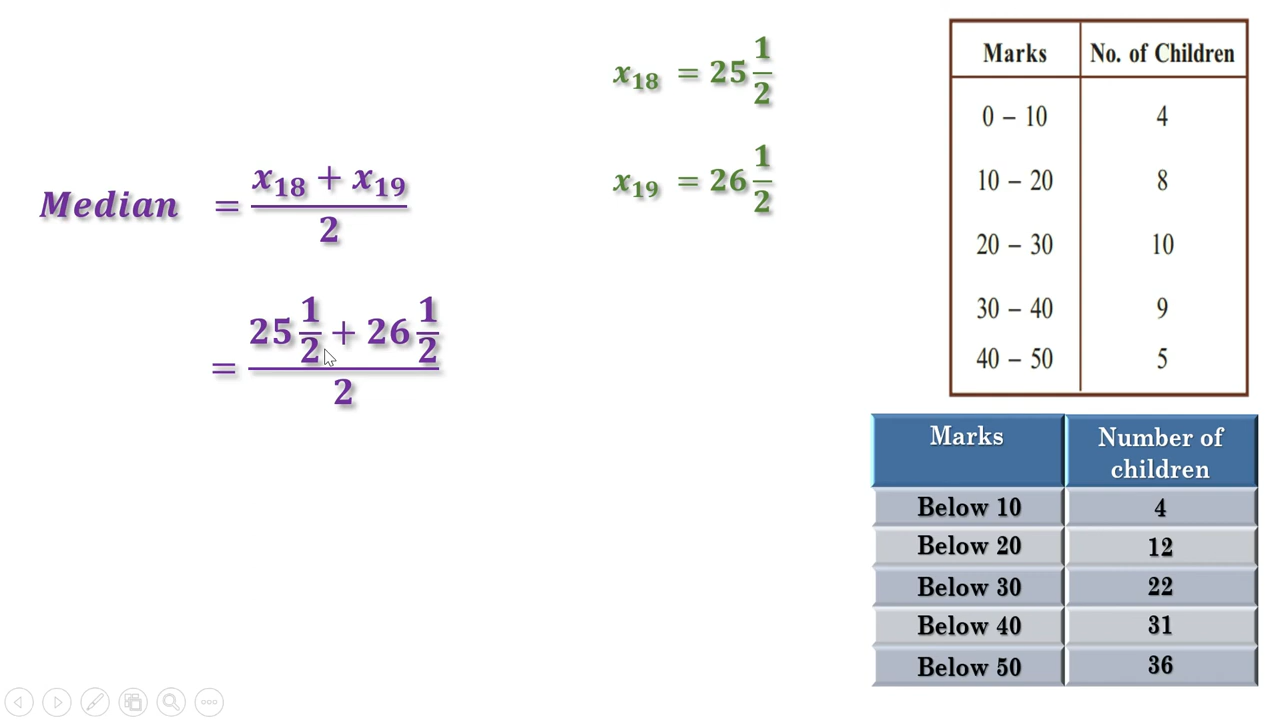 x₁₈ = 25 1/2
x₁₉ = 26 1/2
Median = (x₁₈ + x₁₉)/2
= (25 1/2 + 26 1/2)/2
Marks No. of Children
0 – 10 4
10 – 20 8
20 – 30 10
30 – 40 9
40 – 50 5
Marks Number of
children
Below 10 4
Below 20 12
Below 30 22
Below 40 31
Below 50 36